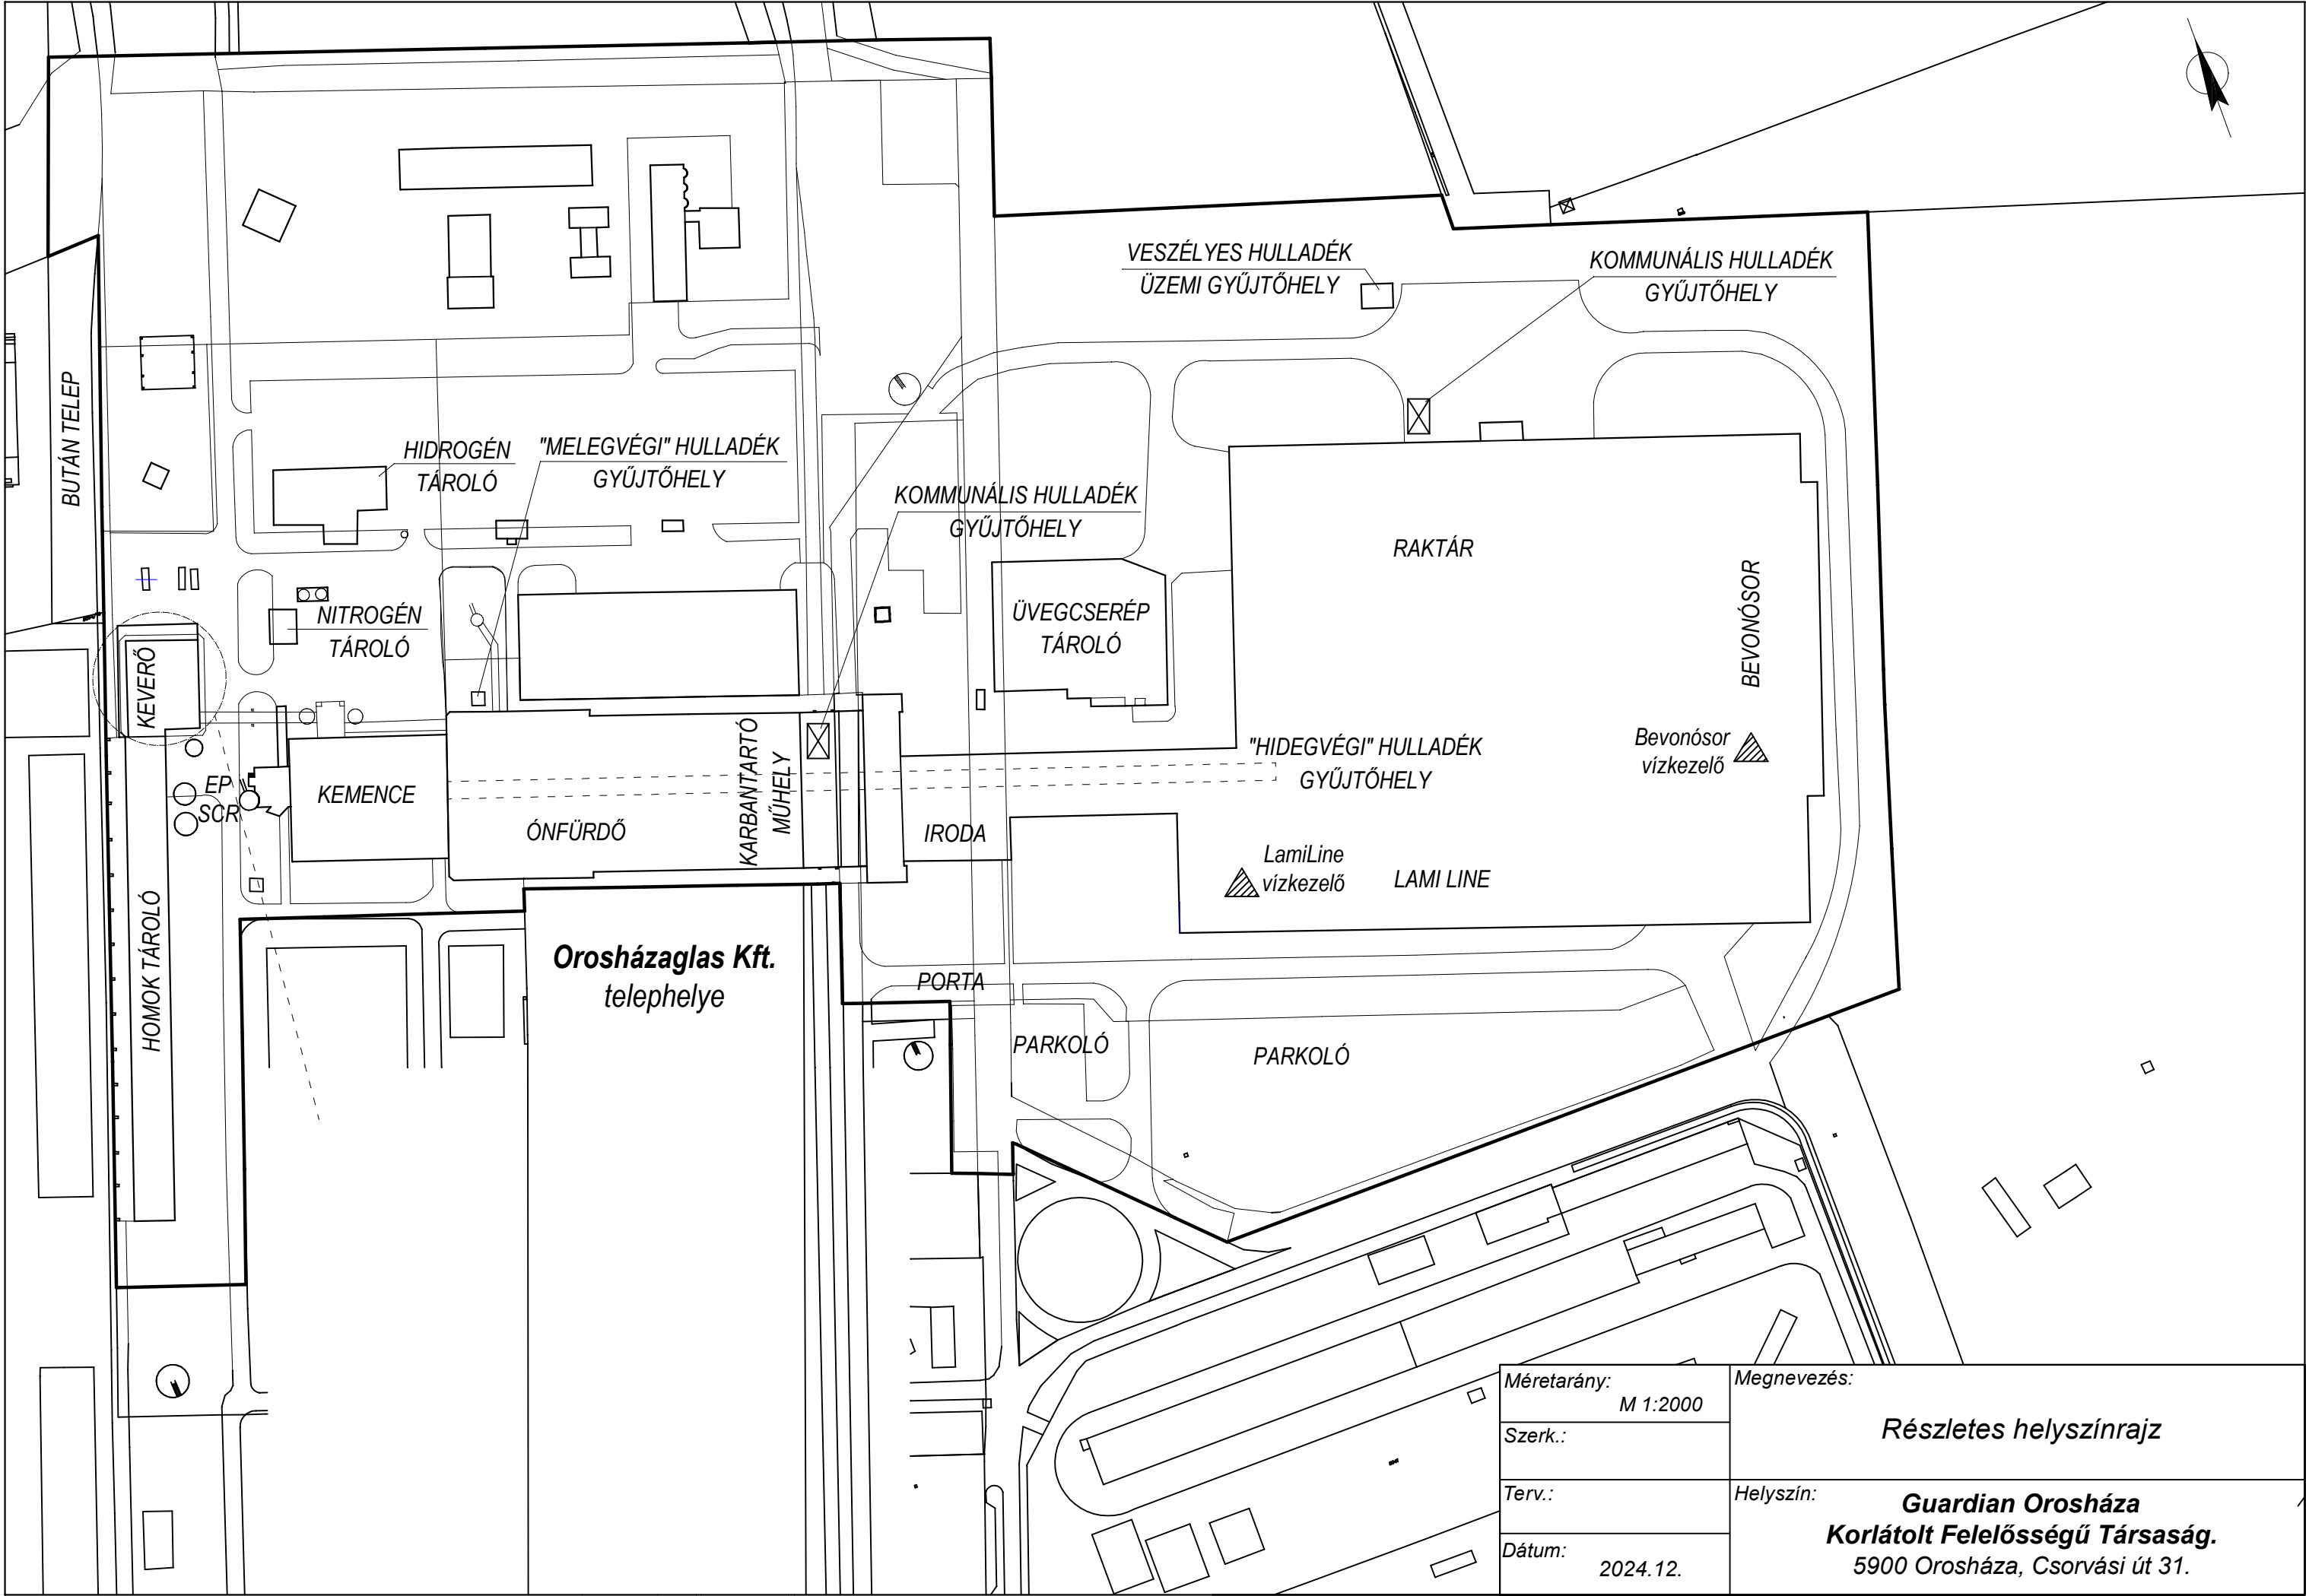 VESZÉLYES HULLADÉK
ÜZEMI GYŰJTŐHELY
KOMMUNÁLIS HULLADÉK
GYŰJTŐHELY
BUTÁN TELEP
HIDROGÉN
TÁROLÓ
"MELEGVÉGI" HULLADÉK
GYŰJTŐHELY
KOMMUNÁLIS HULLADÉK
GYŰJTŐHELY
RAKTÁR
BEVONÓSOR
NITROGÉN
TÁROLÓ
ÜVEGCSERÉP
TÁROLÓ
KEVERŐ
EP
SCR
KEMENCE
ÓNFÜRDŐ
KARBANTARTÓ
MŰHELY
IRODA
"HIDEGVÉGI" HULLADÉK
GYŰJTŐHELY
Bevonósor
vízkezelő
LamiLine
vízkezelő
LAMI LINE
HOMOK TÁROLÓ
Orosházaglas Kft.
telephelye
PORTA
PARKOLÓ
PARKOLÓ
Méretarány:
M 1:2000
Megnevezés:
Részletes helyszínrajz
Szerk.:
Terv.:
Helyszín:
Guardian Orosháza
Korlátolt Felelősségű Társaság.
5900 Orosháza, Csorvási út 31.
Dátum:
2024.12.